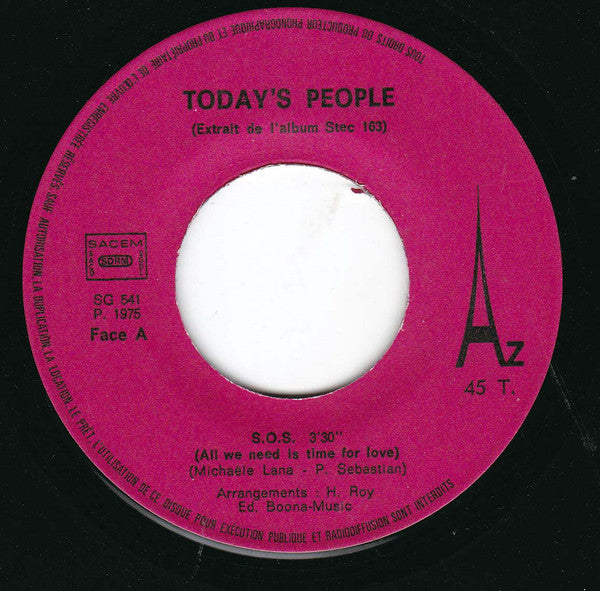 TOUS DROITS DU PRODUCTEUR PHONOGRAPHIQUE ET DU PROPRIETAIRE DE L'ŒUVRE ENREGISTRÉE RÉSERVÉS SAUF AUTORISATION, LA DUPLICATION LA LOCATION LE PRÊT, L'UTILISATION DE CE DISQUE POUR EXÉCUTION PUBLIQUE ET RADIODIFFUSION SONT INTERDITS
TODAY'S PEOPLE
(Extrait de l'album Stec 163)
SACEM
SACD
SDRM
SGDL
SG 541
P. 1975
Face A
Az
45 T.
S.O.S. 3'30"
(All we need is time for love)
(Michaële Lana - P. Sebastian)
Arrangements : H. Roy
Ed. Boona-Music